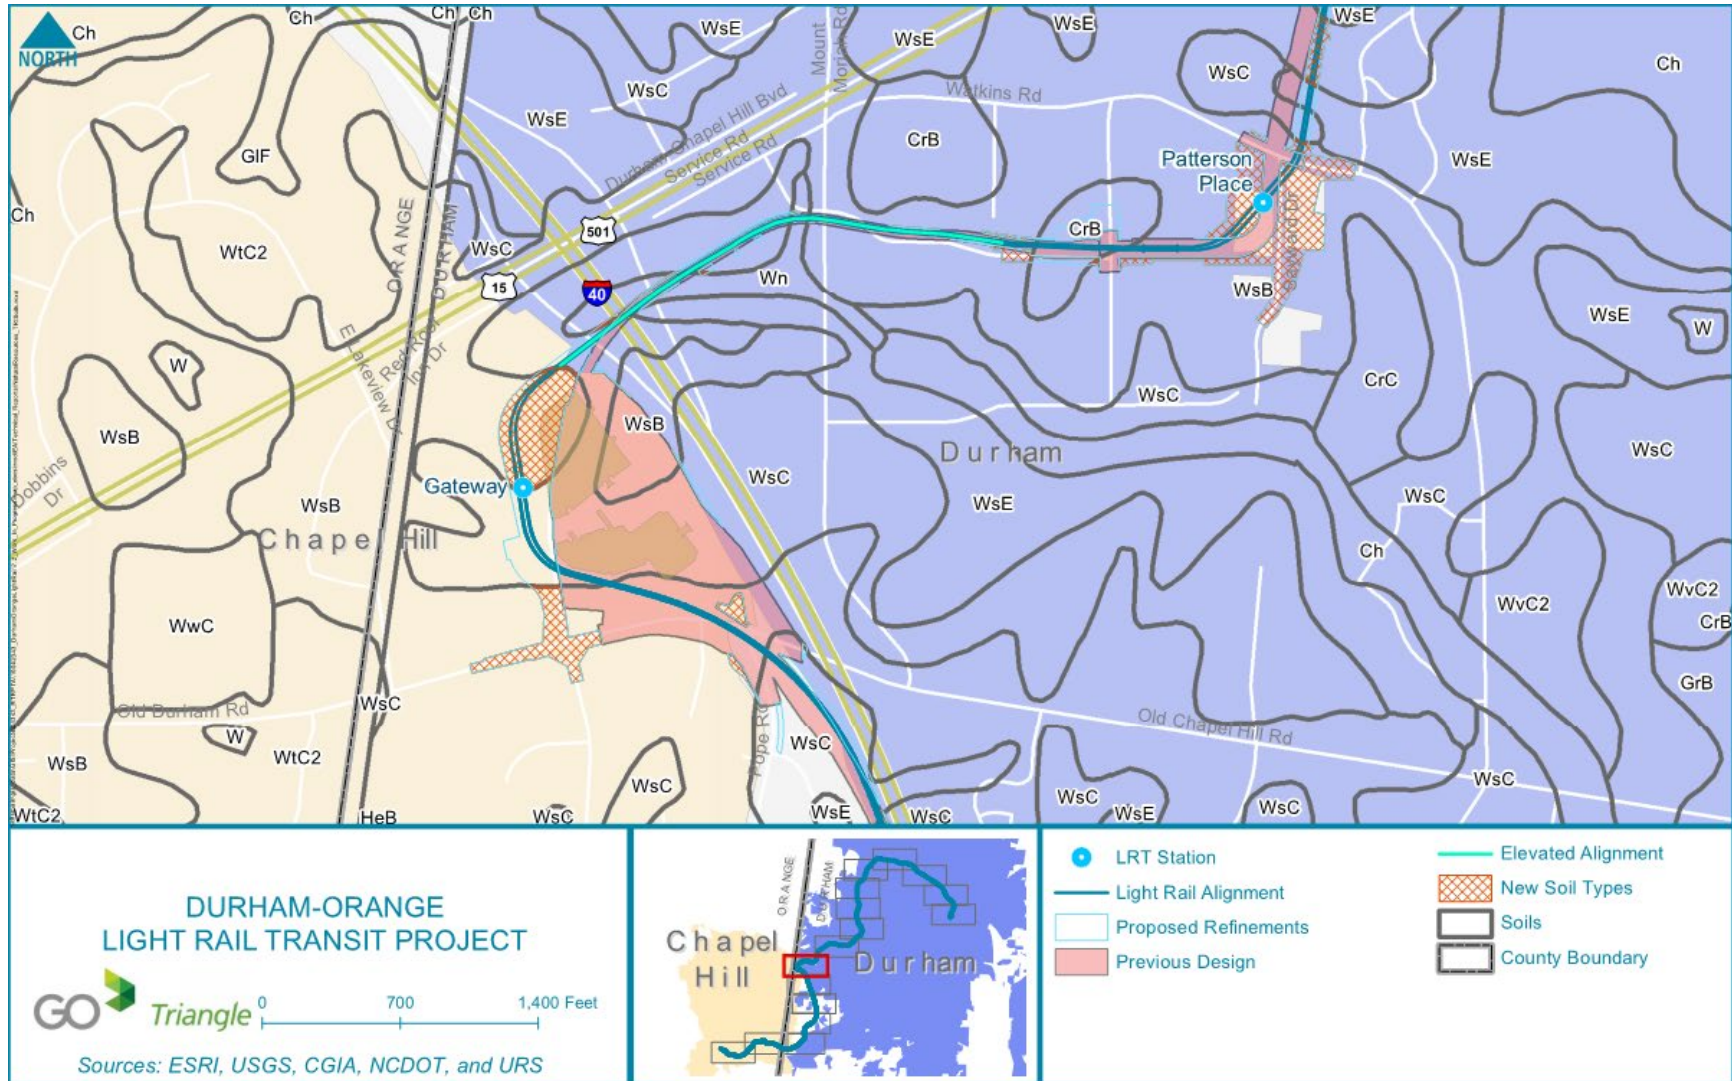 NORTH
Ch
Ch
Ch
Ch
WsE
WsE
WsE
WsE
Ch
WsC
WsC
Mount
Moriah Rd
Watkins Rd
WsE
Durham Chapel Hill Blvd
Service Rd
Service Rd
CrB
GlF
Patterson
Place
WsE
Ch
WtC2
ORANGE
DURHAM
WsC
501
CrB
15
40
Wn
WsB
WsE
W
E Lakeview Dr
Red Roof
Inn Dr
W
CrC
WsC
WsB
WsB
WsC
Durham
Dobbins
Dr
Gateway
WsC
WsB
WsE
WsC
Chapel Hill
Ch
WvC2
WvC2
WwC
CrB
GrB
Old Durham Rd
WsC
Pope Rd
Old Chapel Hill Rd
W
WsC
WsB
WtC2
WsC
WsC
WsC
WsC
WtC2
HeB
WsC
WsE
WsC
WsE
DURHAM-ORANGE
LIGHT RAIL TRANSIT PROJECT
GO Triangle
0 700 1,400 Feet
Sources: ESRI, USGS, CGIA, NCDOT, and URS
ORANGE
DURHAM
Chapel
Hill
Durham
LRT Station
Light Rail Alignment
Proposed Refinements
Previous Design
Elevated Alignment
New Soil Types
Soils
County Boundary